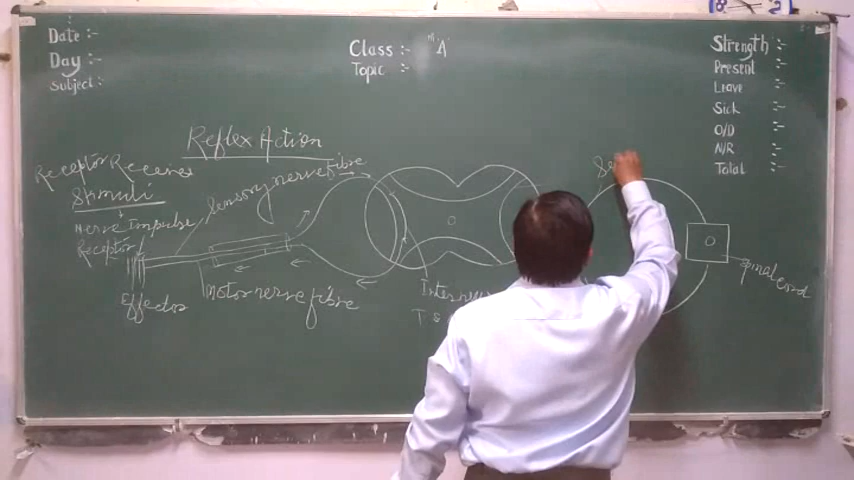 Date :-
Day :-
Subject :
Class :- "A"
Topic :-
Strength :-
Present :-
Leave :-
Sick :-
O/D :-
N/R :-
Total :-
Reflex Action
Receptor Receives
Stimuli
Nerve Impulse
Receptor
Sensory nerve Fibre
Effector
Motor nerve fibre
T
Se
Spinal cord